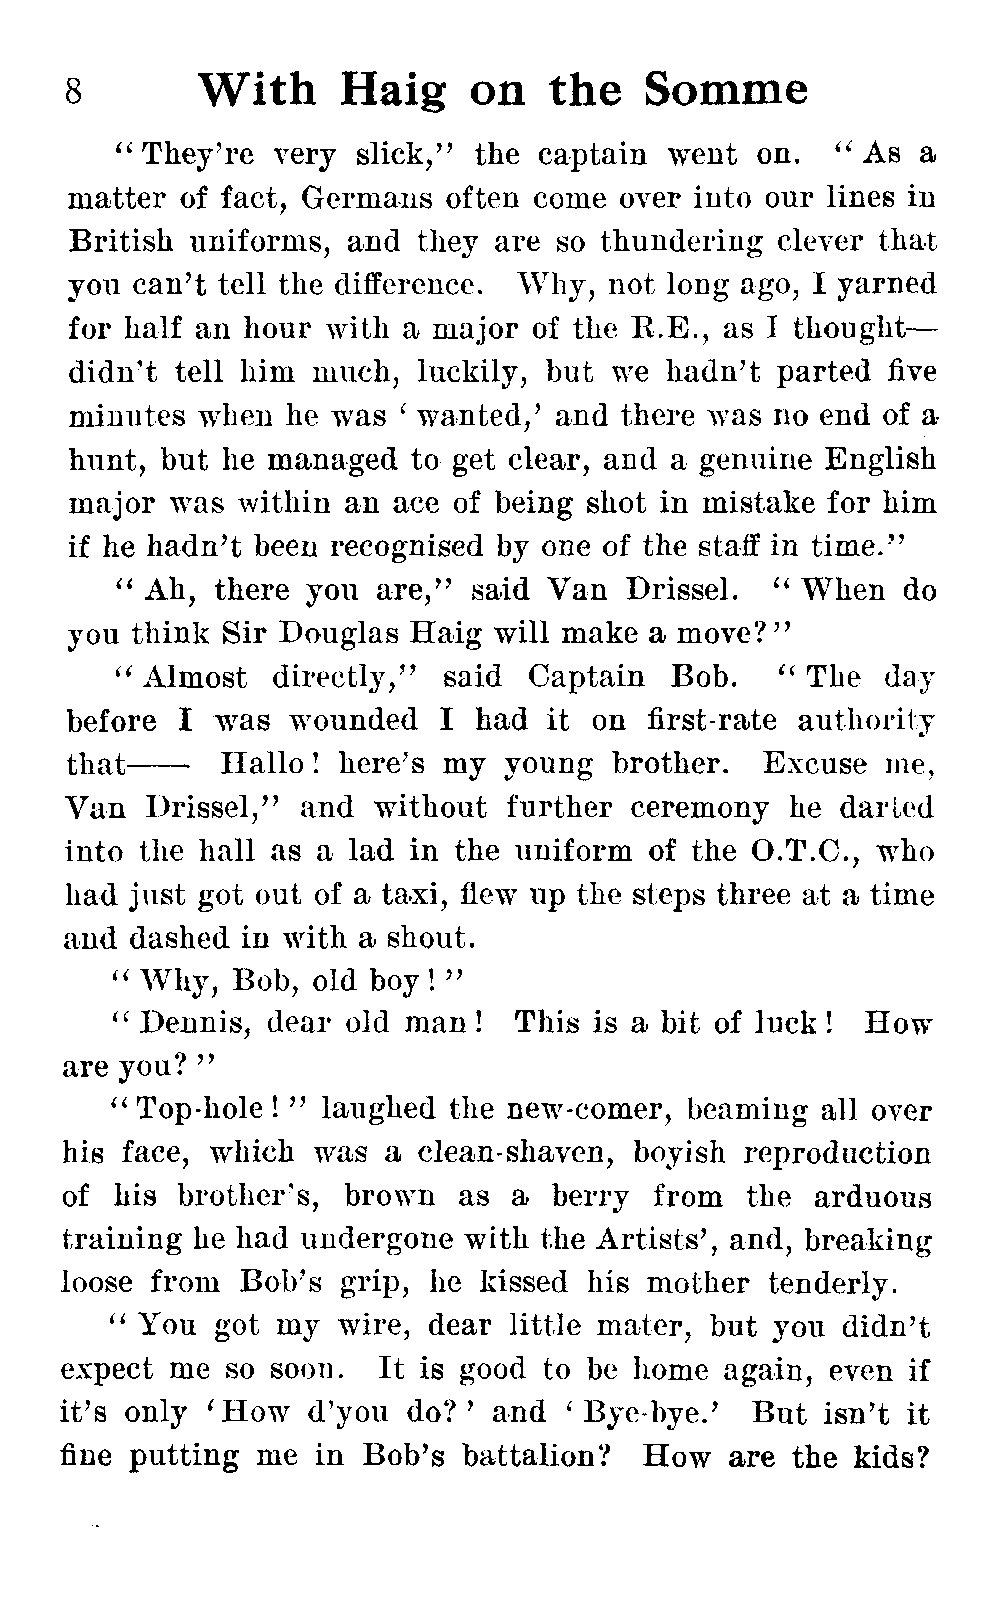 8 With Haig on the Somme
“They’re very slick,” the captain went on. “As a
matter of fact, Germans often come over into our lines in
British uniforms, and they are so thundering clever that
you can’t tell the difference. Why, not long ago, I yarned
for half an hour with a major of the R.E., as I thought—
didn’t tell him much, luckily, but we hadn’t parted five
minutes when he was ‘wanted,’ and there was no end of a
hunt, but he managed to get clear, and a genuine English
major was within an ace of being shot in mistake for him
if he hadn’t been recognised by one of the staff in time.”
“Ah, there you are,” said Van Drissel. “When do
you think Sir Douglas Haig will make a move?”
“Almost directly,” said Captain Bob. “The day
before I was wounded I had it on first-rate authority
that—— Hallo! here’s my young brother. Excuse me,
Van Drissel,” and without further ceremony he darted
into the hall as a lad in the uniform of the O.T.C., who
had just got out of a taxi, flew up the steps three at a time
and dashed in with a shout.
“Why, Bob, old boy!”
“Dennis, dear old man! This is a bit of luck! How
are you?”
“Top-hole!” laughed the new-comer, beaming all over
his face, which was a clean-shaven, boyish reproduction
of his brother’s, brown as a berry from the arduous
training he had undergone with the Artists’, and, breaking
loose from Bob’s grip, he kissed his mother tenderly.
“You got my wire, dear little mater, but you didn’t
expect me so soon. It is good to be home again, even if
it’s only ‘How d’you do?’ and ‘Bye-bye.’ But isn’t it
fine putting me in Bob’s battalion? How are the kids?